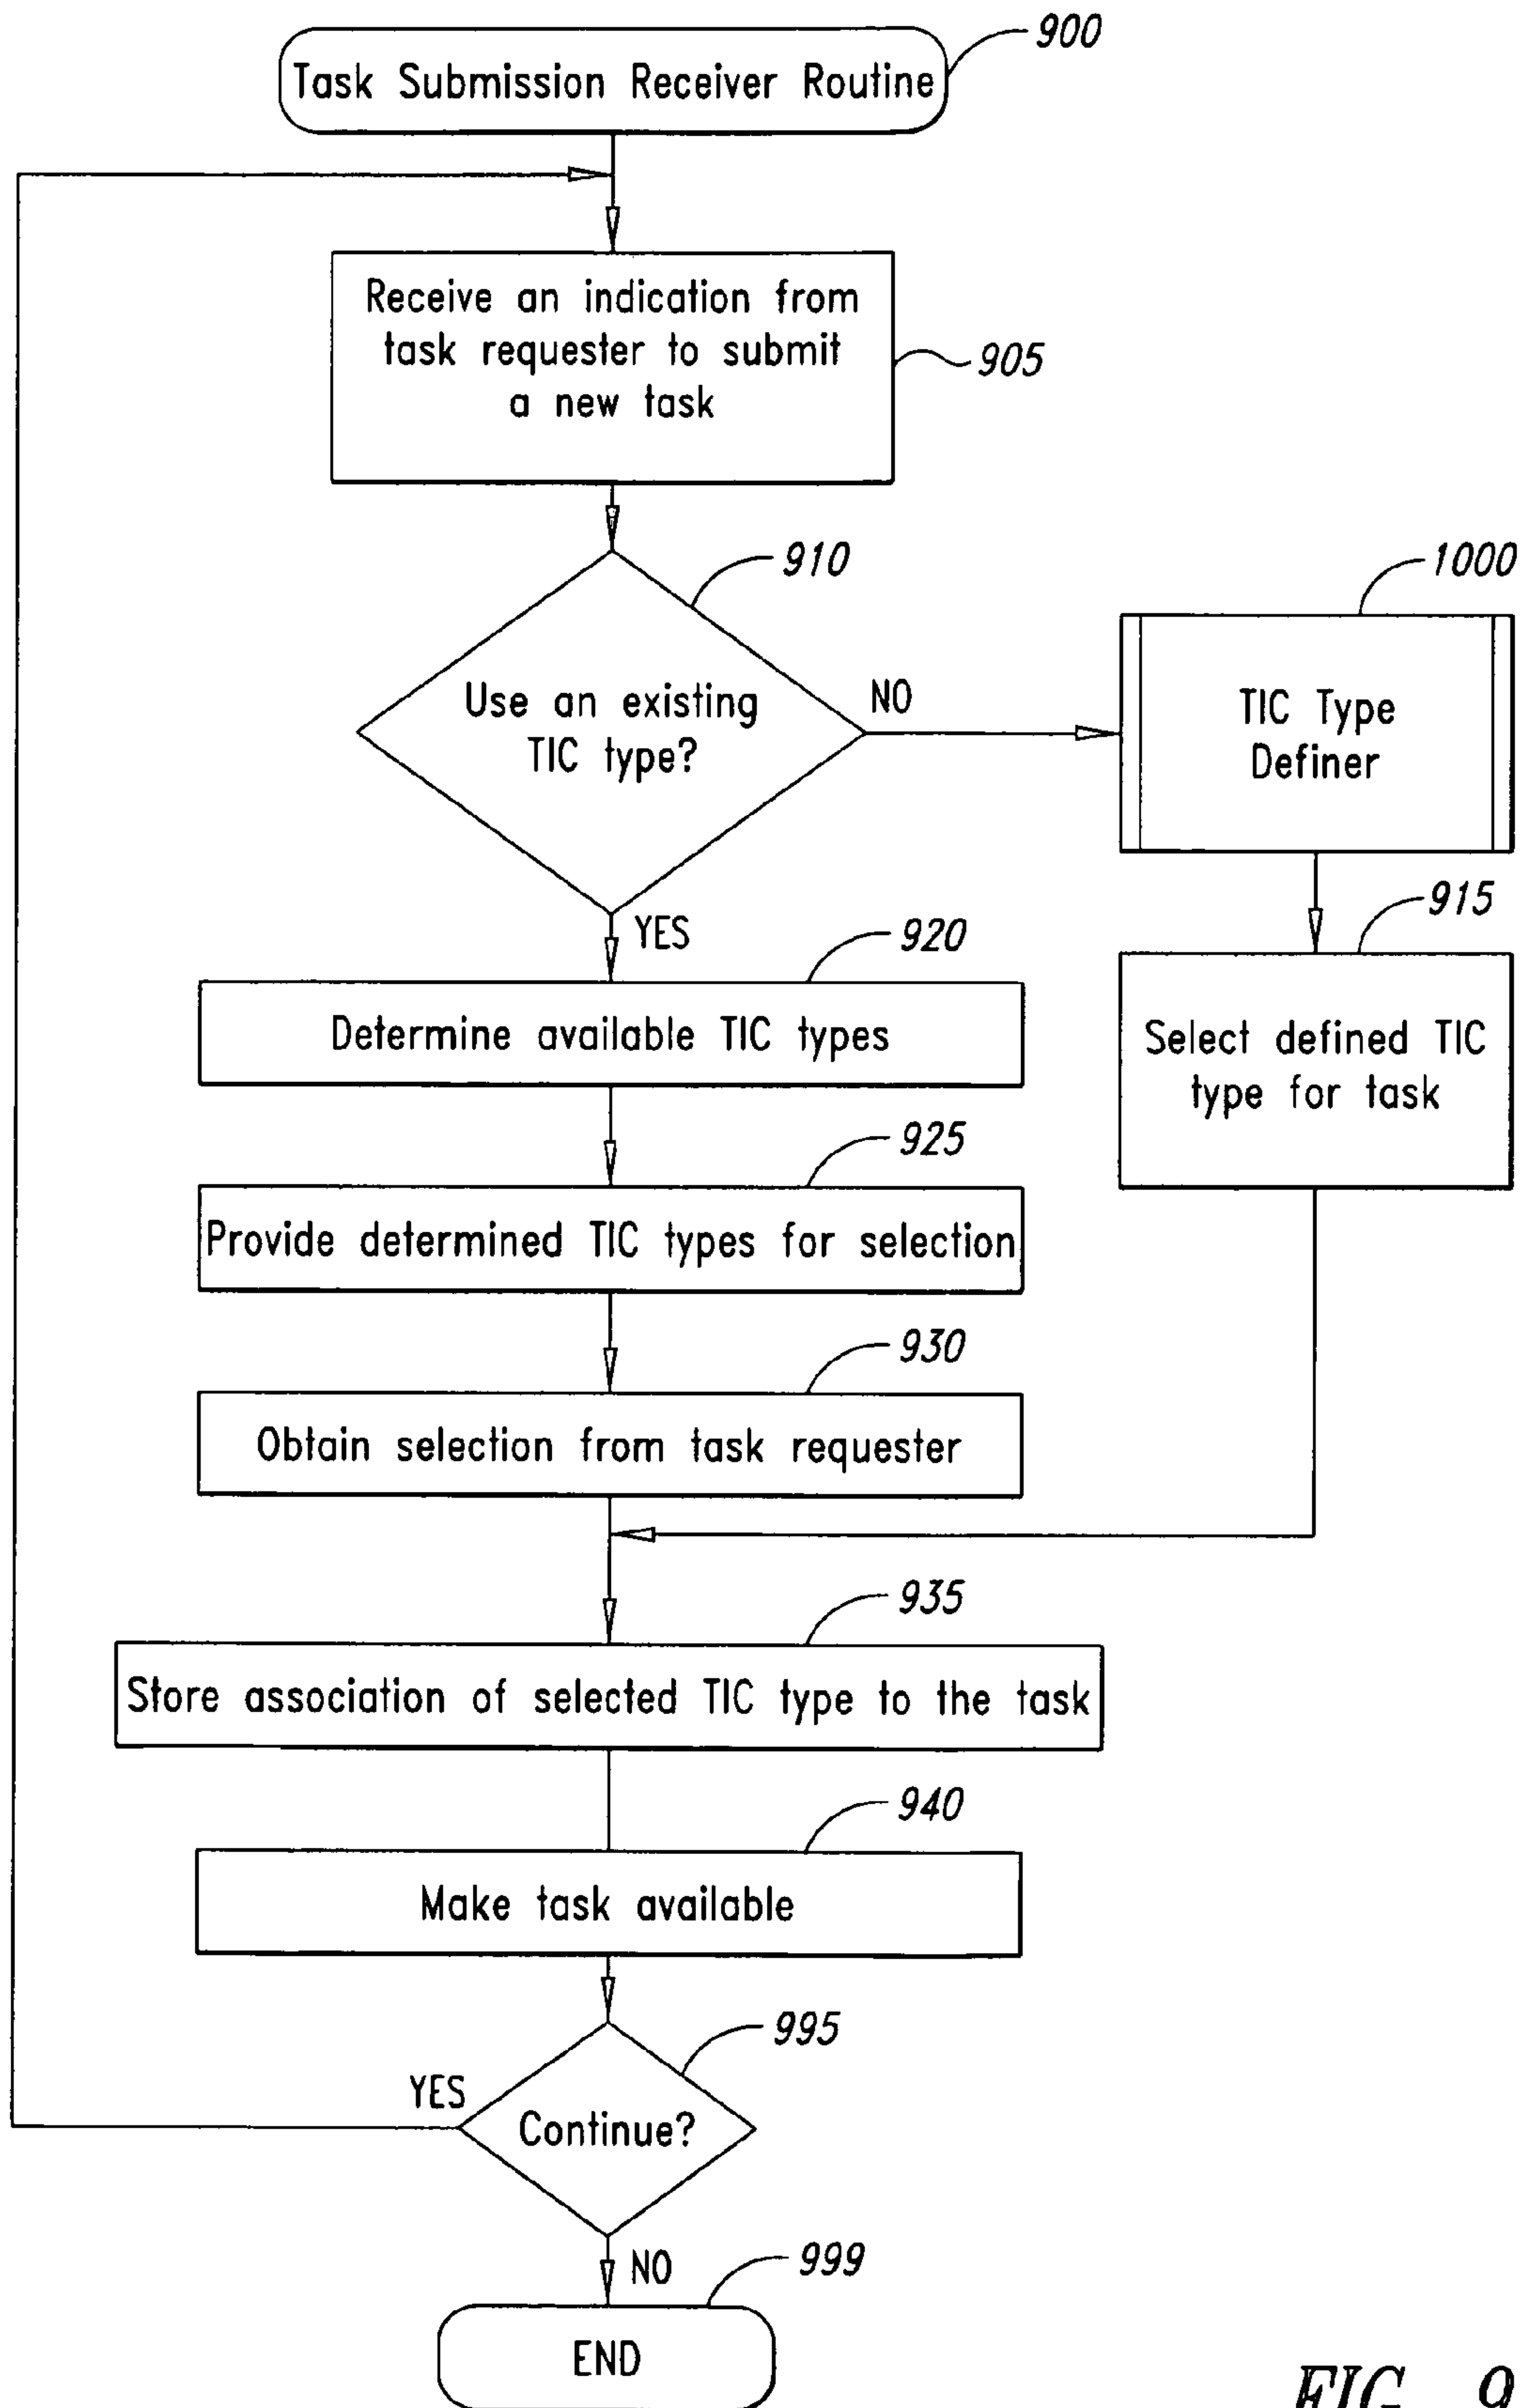 900
Task Submission Receiver Routine
Receive an indication from
task requester to submit
a new task
905
910
Use an existing
TIC type?
NO
1000
TIC Type
Definer
YES
915
Select defined TIC
type for task
920
Determine available TIC types
925
Provide determined TIC types for selection
930
Obtain selection from task requester
935
Store association of selected TIC type to the task
940
Make task available
995
YES
Continue?
NO
999
END
FIG. 9